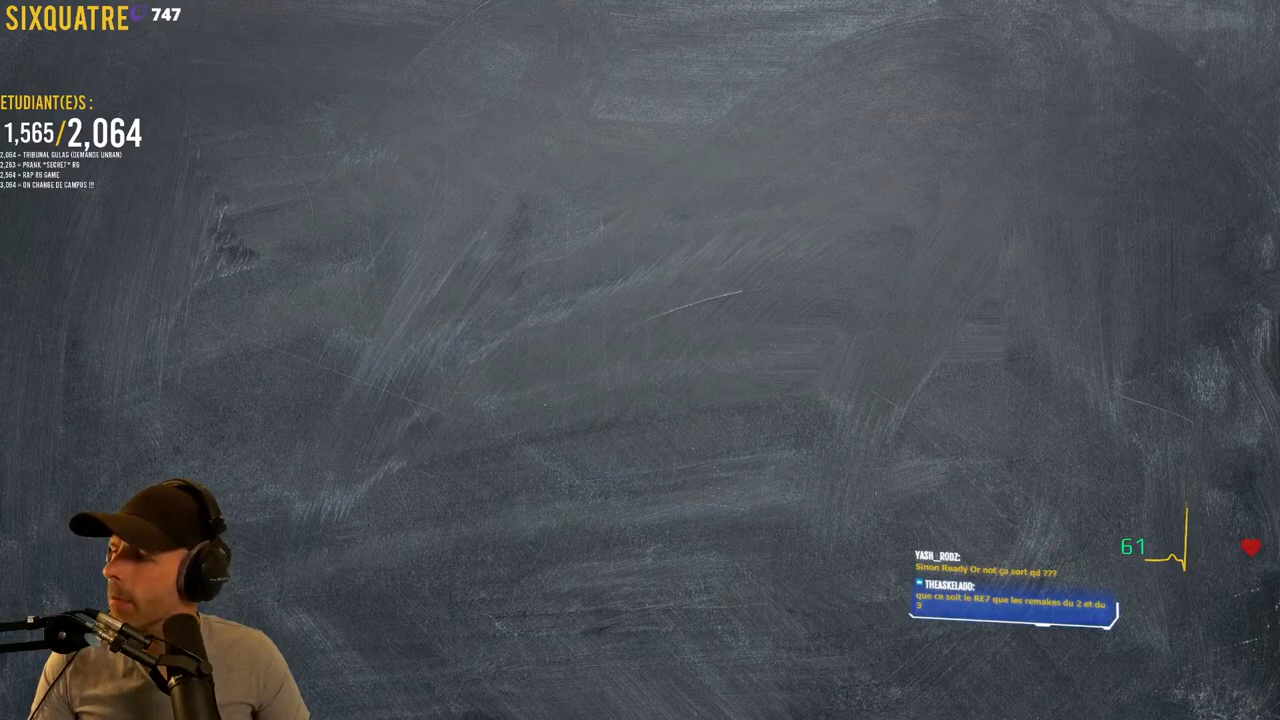 SIXQUATRE 747
ETUDIANT(E)S :
1,565/2,064
2,064 = TRIBUNAL GULAG (DEMANDE UNBAN)
2,263 = PRANK *SECRET* R6
2,564 = RAP R6 GAME
3,064 = ON CHANGE DE CAMPUS !!!
61
YASH_RODZ:
Sinon Ready Or not ça sort qd ???
THEASKELADD:
que ce soit le RE7 que les remakes du 2 et du
3